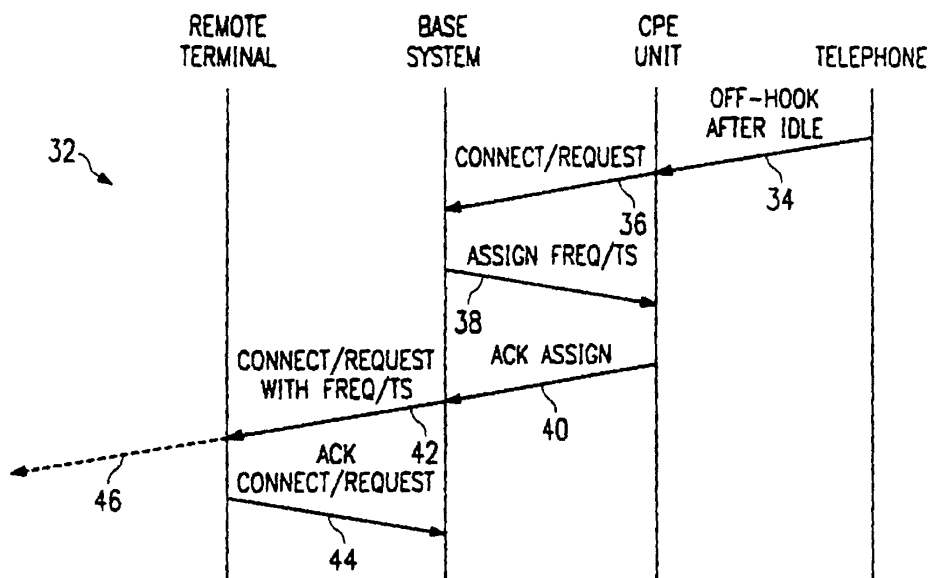 REMOTE
TERMINAL
BASE
SYSTEM
CPE
UNIT
TELEPHONE
OFF-HOOK
AFTER IDLE
32
CONNECT/REQUEST
34
36
ASSIGN FREQ/TS
38
CONNECT/REQUEST
WITH FREQ/TS
ACK ASSIGN
40
42
46
ACK
CONNECT/REQUEST
44